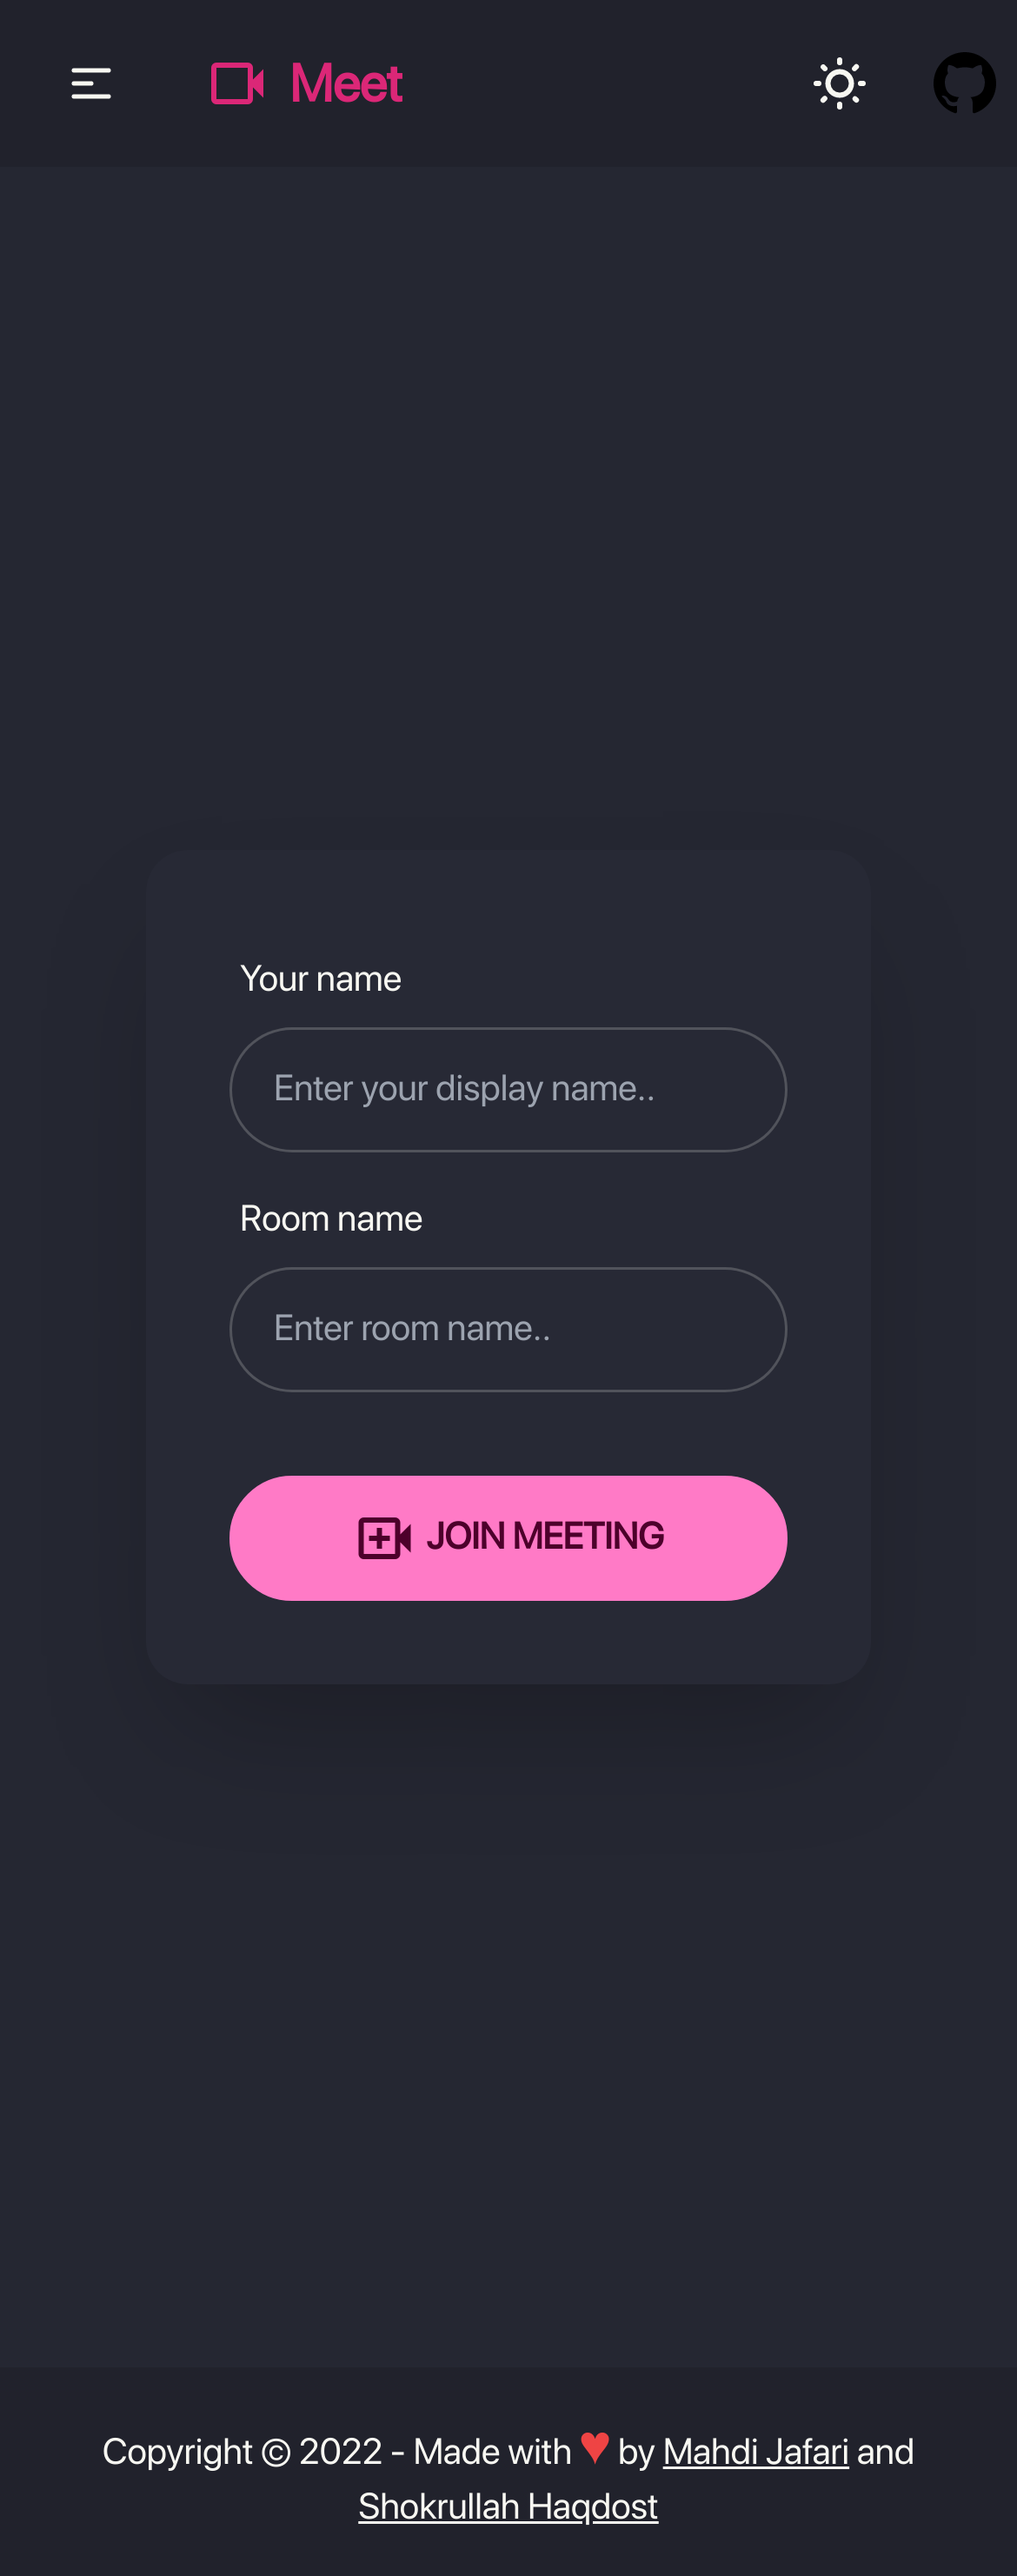 Meet
Your name
Enter your display name..
Room name
Enter room name..
JOIN MEETING
Copyright © 2022 - Made with ♥ by Mahdi Jafari and
Shokrullah Haqdost